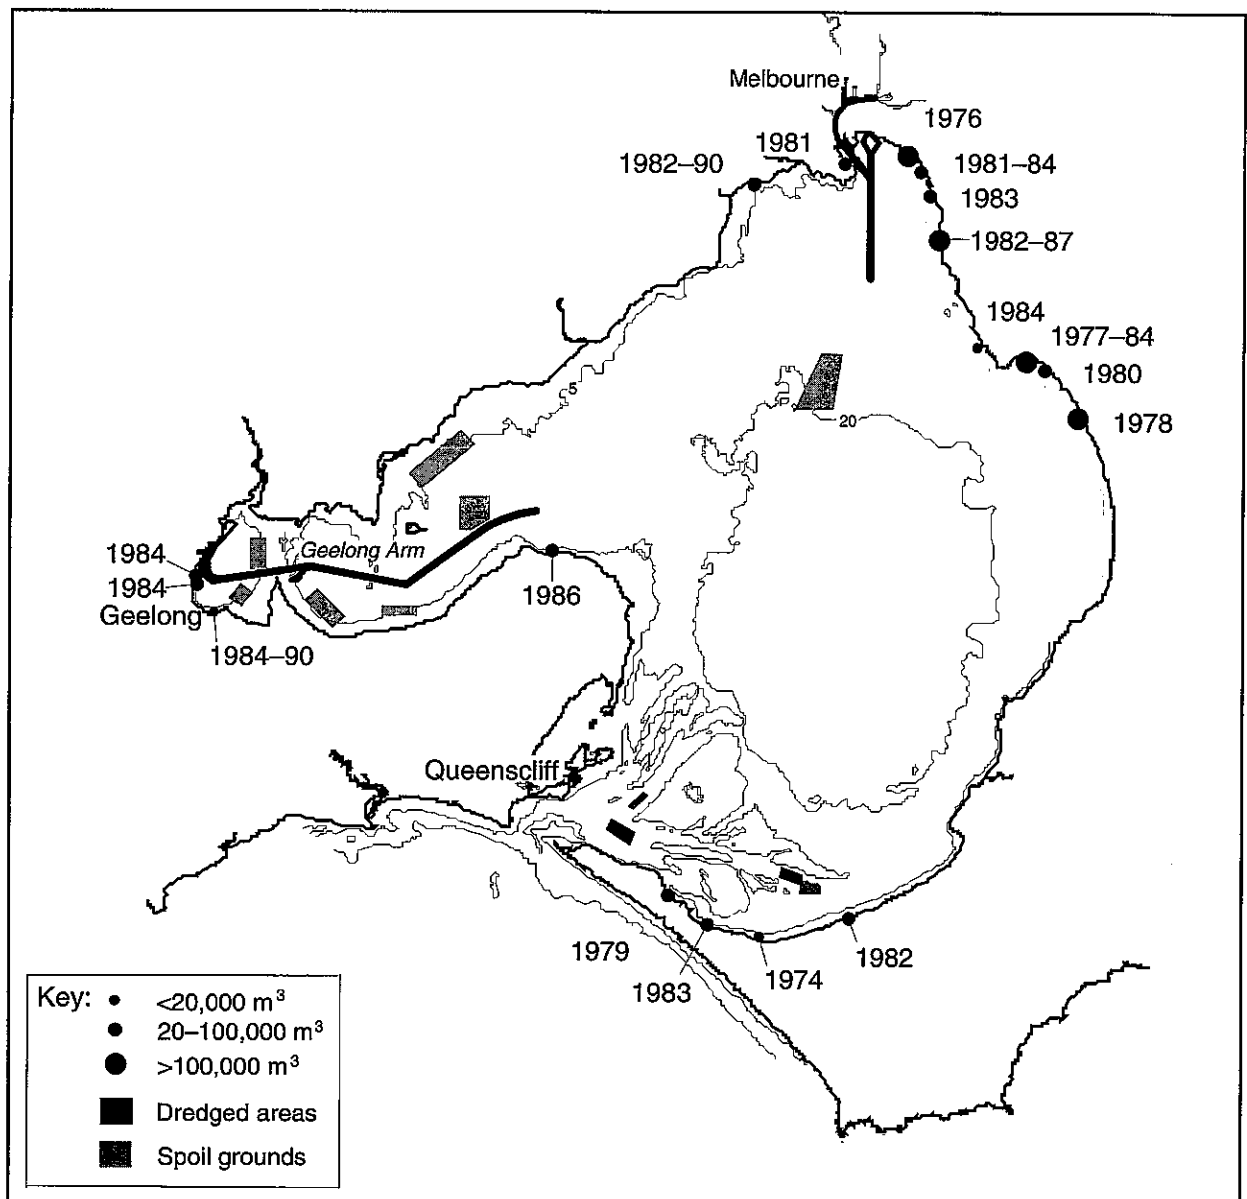 Melbourne
1976
1981
1982–90
1981–84
1983
1982–87
1984
1977–84
1980
1978
5
20
Geelong Arm
1984
1984
Geelong
1986
1984–90
Queenscliff
1979
1982
1974
1983
Key:
<20,000 m³
20–100,000 m³
>100,000 m³
Dredged areas
Spoil grounds